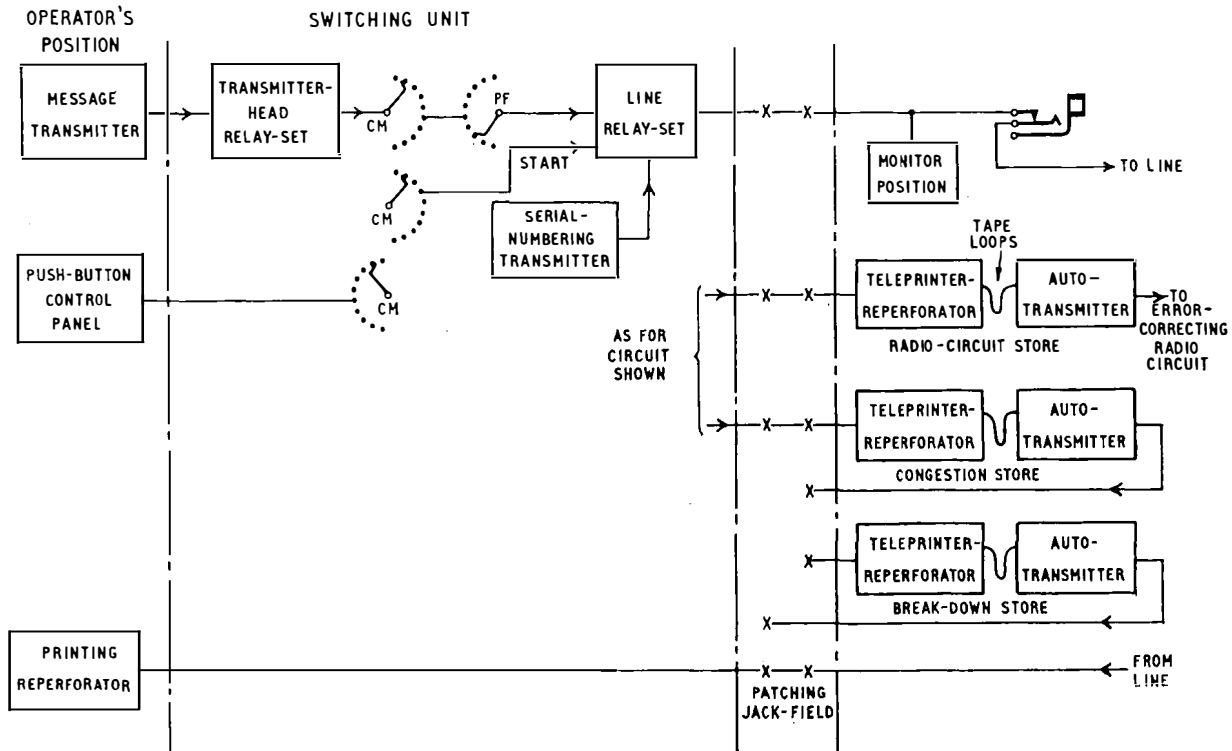 OPERATOR'S
POSITION
SWITCHING UNIT
MESSAGE
TRANSMITTER
TRANSMITTER-
HEAD
RELAY-SET
CM
PF
LINE
RELAY-SET
START
CM
SERIAL-
NUMBERING
TRANSMITTER
X X
MONITOR
POSITION
TO LINE
PUSH-BUTTON
CONTROL
PANEL
CM
AS FOR
CIRCUIT
SHOWN
X X
TELEPRINTER-
REPERFORATOR
TAPE
LOOPS
AUTO-
TRANSMITTER
TO
ERROR-
CORRECTING
RADIO
CIRCUIT
RADIO-CIRCUIT STORE
X X
TELEPRINTER-
REPERFORATOR
AUTO-
TRANSMITTER
CONGESTION STORE
X
X
TELEPRINTER-
REPERFORATOR
AUTO-
TRANSMITTER
BREAK-DOWN STORE
X
PRINTING
REPERFORATOR
X X
FROM
LINE
PATCHING
JACK-FIELD